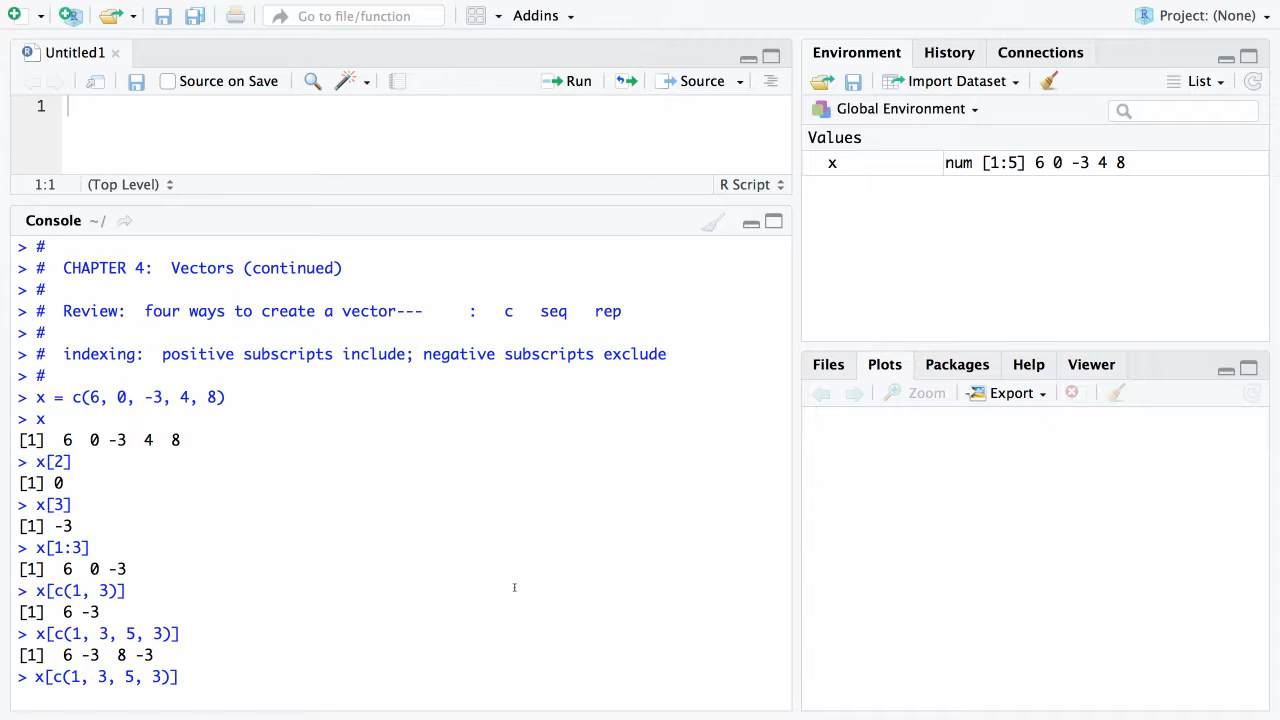 Go to file/function Addins Project: (None)
Untitled1
Source on Save Run Source
1
1:1 (Top Level) R Script
Console ~/
> #
> #  CHAPTER 4:  Vectors (continued)
> #
> #  Review:  four ways to create a vector---     :   c   seq   rep
> #
> #  indexing:  positive subscripts include; negative subscripts exclude
> #
> x = c(6, 0, -3, 4, 8)
> x
[1]  6  0 -3  4  8
> x[2]
[1] 0
> x[3]
[1] -3
> x[1:3]
[1]  6  0 -3
> x[c(1, 3)]
[1]  6 -3
> x[c(1, 3, 5, 3)]
[1]  6 -3  8 -3
> x[c(1, 3, 5, 3)]
Environment History Connections
Import Dataset List
Global Environment
Values
x num [1:5] 6 0 -3 4 8
Files Plots Packages Help Viewer
Zoom Export